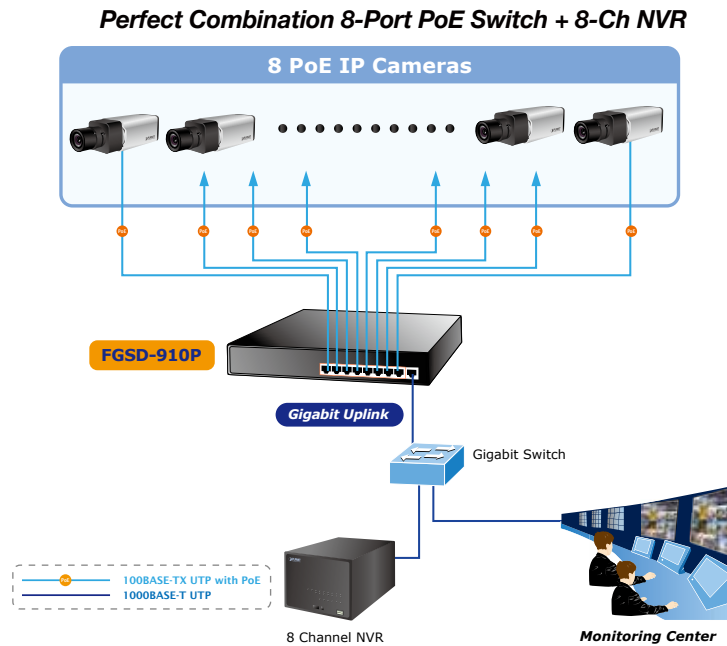 Perfect Combination 8-Port PoE Switch + 8-Ch NVR
8 PoE IP Cameras
PoE PoE PoE PoE PoE PoE PoE PoE
FGSD-910P
Gigabit Uplink
Gigabit Switch
PoE 100BASE-TX UTP with PoE
1000BASE-T UTP
8 Channel NVR
Monitoring Center